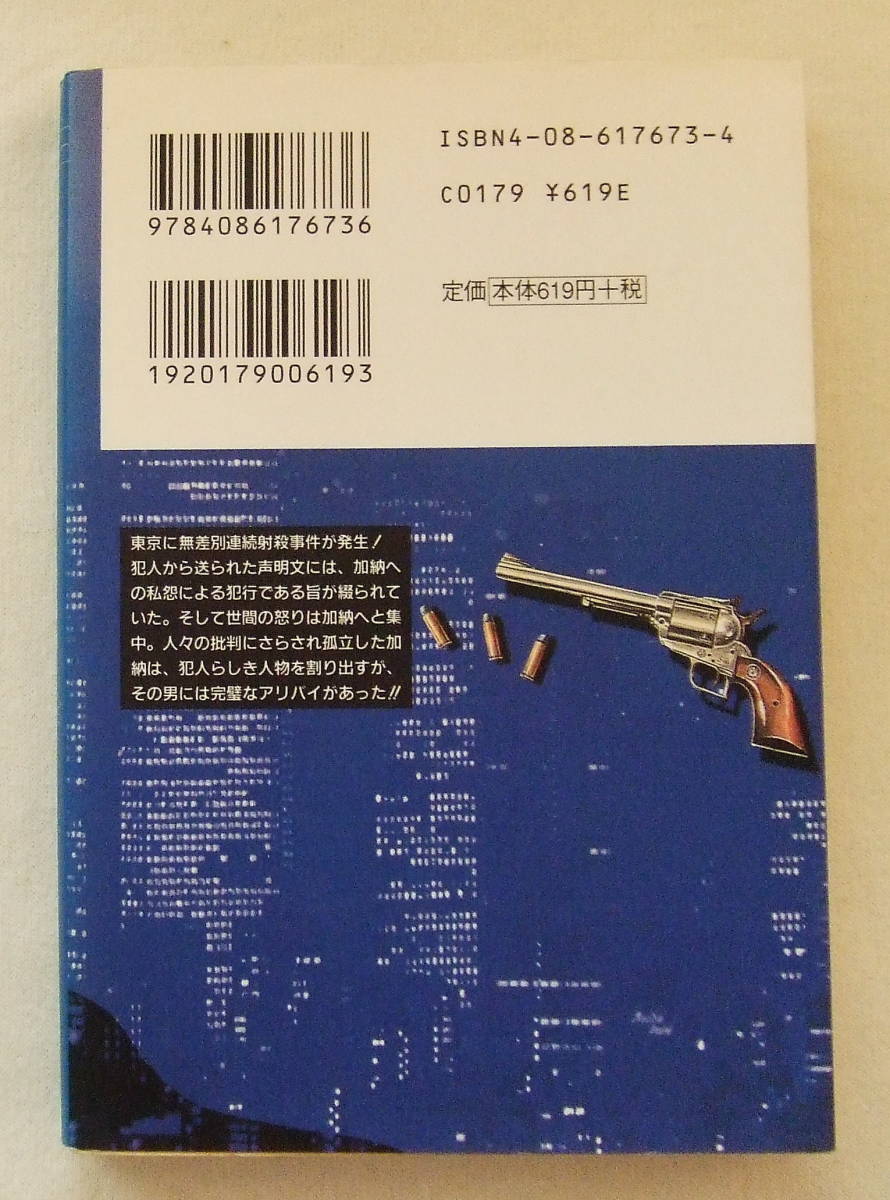 ISBN4-08-617673-4
C0179 ¥619E
定価 本体619円+税
9784086176736
1920179006193
東京に無差別連続射殺事件が発生!
犯人から送られた声明文には、加納へ
の私怨による犯行である旨が綴られて
いた。そして世間の怒りは加納へと集
中。人々の批判にさらされ孤立した加
納は、犯人らしき人物を割り出すが、
その男には完璧なアリバイがあった!!